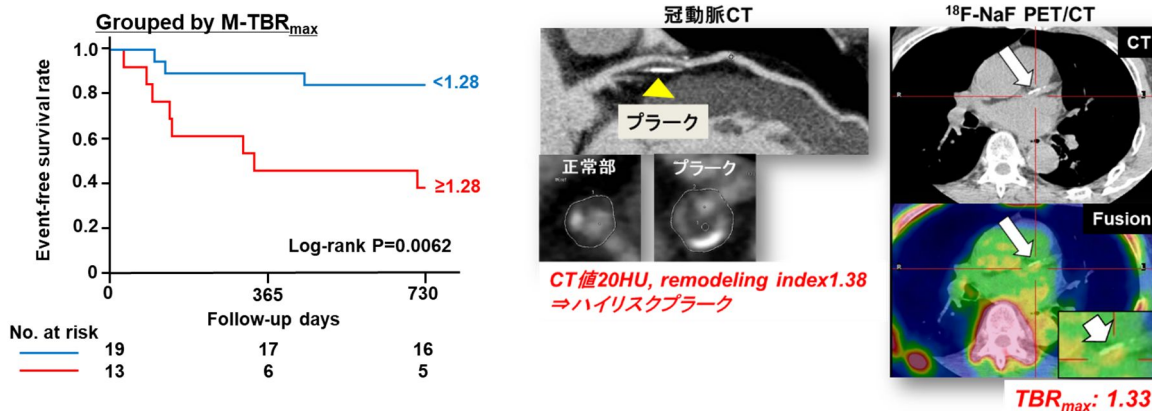 Grouped by M-TBRmax
Event-free survival rate
1.0
0.8
0.6
0.4
0.2
0
<1.28
≥1.28
Log-rank P=0.0062
0 365 730
Follow-up days
No. at risk
19 17 16
13 6 5
冠動脈CT
プラーク
正常部
プラーク
CT値20HU, remodeling index1.38
⇒ハイリスクプラーク
18F-NaF PET/CT
CT
R
Fusion
R
TBRmax: 1.33